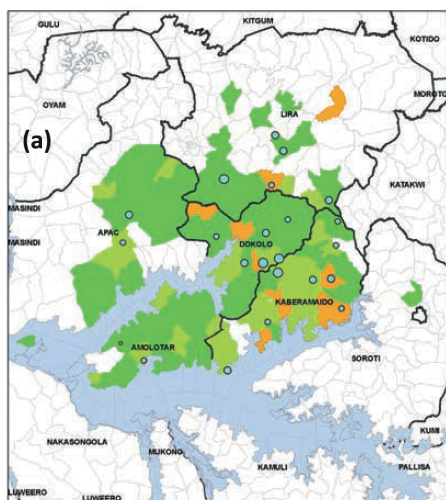 GULU
KITGUM
KOTIDO
OYAM
LIRA
MOROTO
(a)
KATAKWI
MASINDI
MASINDI
APAC
DOKOLO
KABERAMAIDO
AMOLOTAR
SOROTI
NAKASONGOLA
MUKONO
KUMI
KAMULI
PALLISA
LUWEERO
LUWEERO